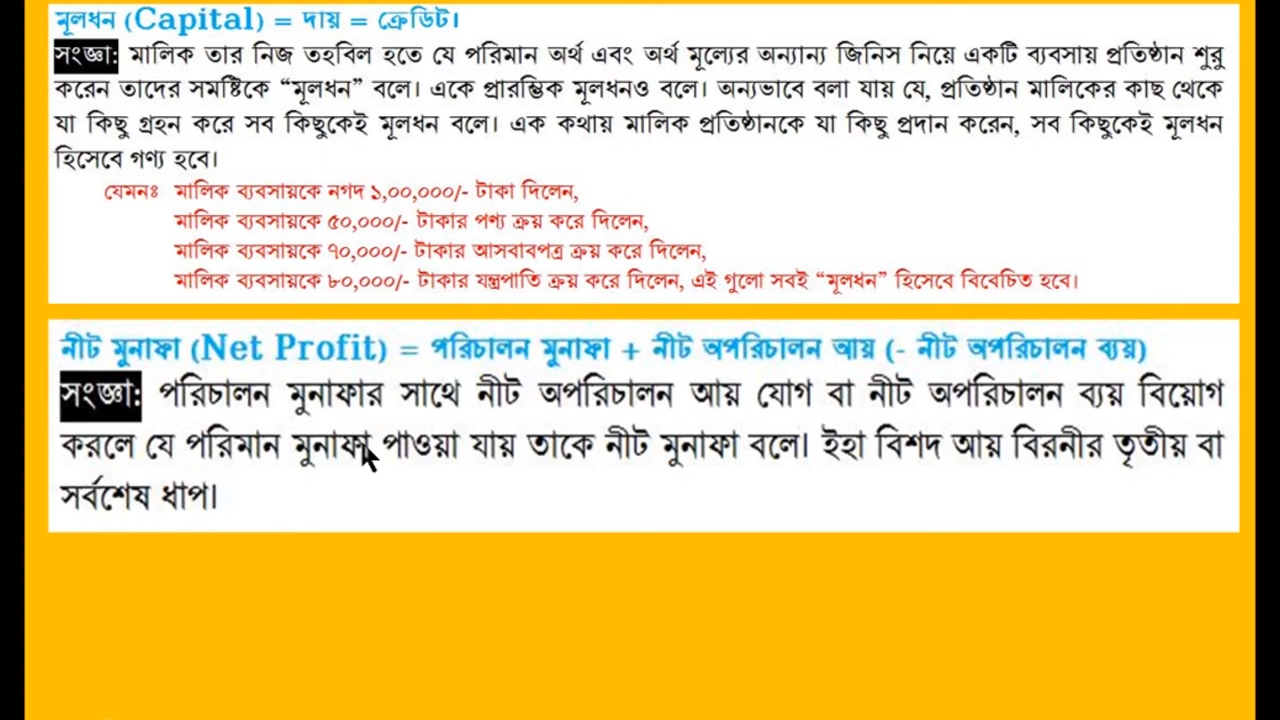 মূলধন (Capital) = দায় = ক্রেডিট।
সংজ্ঞা: মালিক তার নিজ তহবিল হতে যে পরিমান অর্থ এবং অর্থ মূল্যের অন্যান্য জিনিস নিয়ে একটি ব্যবসায় প্রতিষ্ঠান শুরু
করেন তাদের সমষ্টিকে “মূলধন” বলে। একে প্রারম্ভিক মূলধনও বলে। অন্যভাবে বলা যায় যে, প্রতিষ্ঠান মালিকের কাছ থেকে
যা কিছু গ্রহন করে সব কিছুকেই মূলধন বলে। এক কথায় মালিক প্রতিষ্ঠানকে যা কিছু প্রদান করেন, সব কিছুকেই মূলধন
হিসেবে গণ্য হবে।
যেমনঃ মালিক ব্যবসায়কে নগদ ১,০০,০০০/- টাকা দিলেন,
মালিক ব্যবসায়কে ৫০,০০০/- টাকার পণ্য ক্রয় করে দিলেন,
মালিক ব্যবসায়কে ৭০,০০০/- টাকার আসবাবপত্র ক্রয় করে দিলেন,
মালিক ব্যবসায়কে ৮০,০০০/- টাকার যন্ত্রপাতি ক্রয় করে দিলেন, এই গুলো সবই “মূলধন” হিসেবে বিবেচিত হবে।
নীট মুনাফা (Net Profit) = পরিচালন মুনাফা + নীট অপরিচালন আয় (- নীট অপরিচালন ব্যয়)
সংজ্ঞা: পরিচালন মুনাফার সাথে নীট অপরিচালন আয় যোগ বা নীট অপরিচালন ব্যয় বিয়োগ
করলে যে পরিমান মুনাফা পাওয়া যায় তাকে নীট মুনাফা বলে। ইহা বিশদ আয় বিরনীর তৃতীয় বা
সর্বশেষ ধাপ।